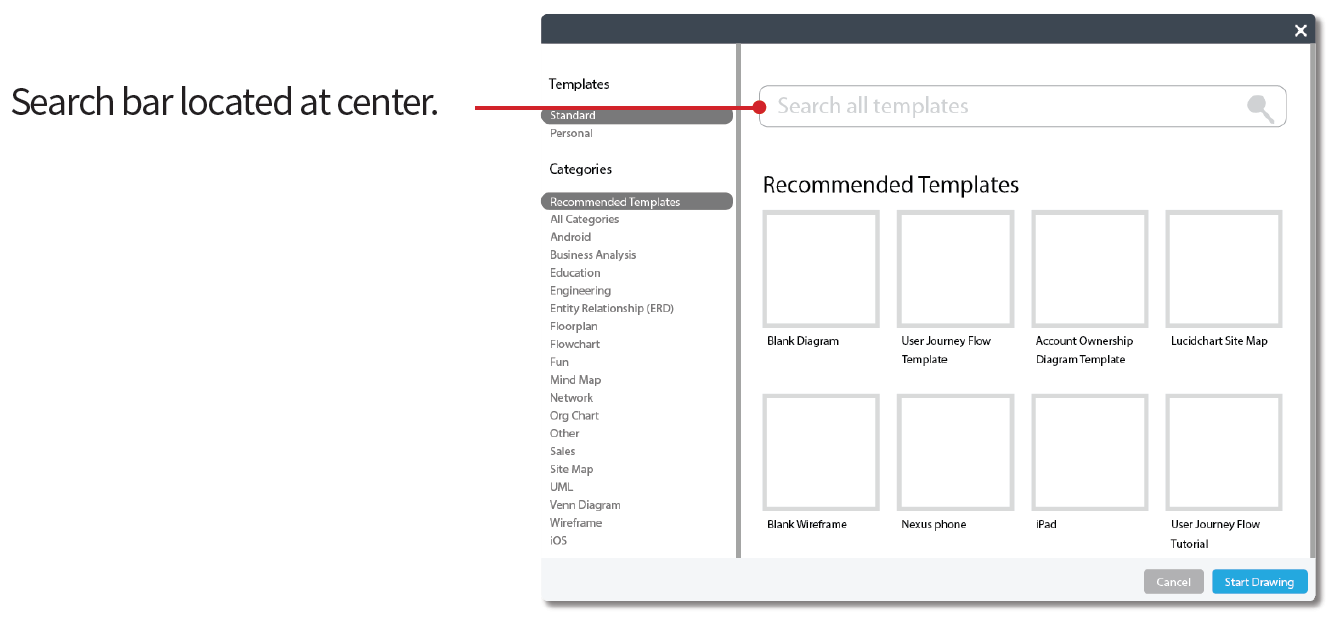 Search bar located at center.
Templates
Standard
Personal
Categories
Recommended Templates
All Categories
Android
Business Analysis
Education
Engineering
Entity Relationship (ERD)
Floorplan
Flowchart
Fun
Mind Map
Network
Org Chart
Other
Sales
Site Map
UML
Venn Diagram
Wireframe
iOS
Search all templates
Recommended Templates
Blank Diagram
User Journey Flow
Template
Account Ownership
Diagram Template
Lucidchart Site Map
Blank Wireframe
Nexus phone
iPad
User Journey Flow
Tutorial
Cancel
Start Drawing